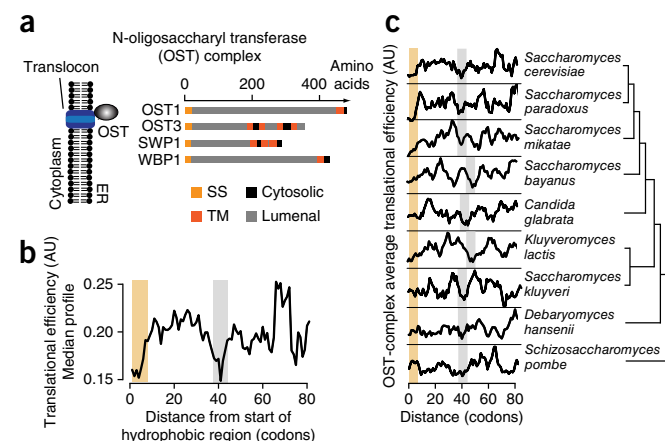 a
N-oligosaccharyl transferase
(OST) complex
Translocon
OST
Cytoplasm
ER
Amino
acids
0
200
400
OST1
OST3
SWP1
WBP1
SS
Cytosolic
TM
Lumenal
b
Translational efficiency (AU)
Median profile
0.25
0.20
0.15
0
20
40
60
80
Distance from start of
hydrophobic region (codons)
c
OST-complex average translational efficiency (AU)
Saccharomyces
cerevisiae
Saccharomyces
paradoxus
Saccharomyces
mikatae
Saccharomyces
bayanus
Candida
glabrata
Kluyveromyces
lactis
Saccharomyces
kluyveri
Debaryomyces
hansenii
Schizosaccharomyces
pombe
0
20
40
60
80
Distance (codons)